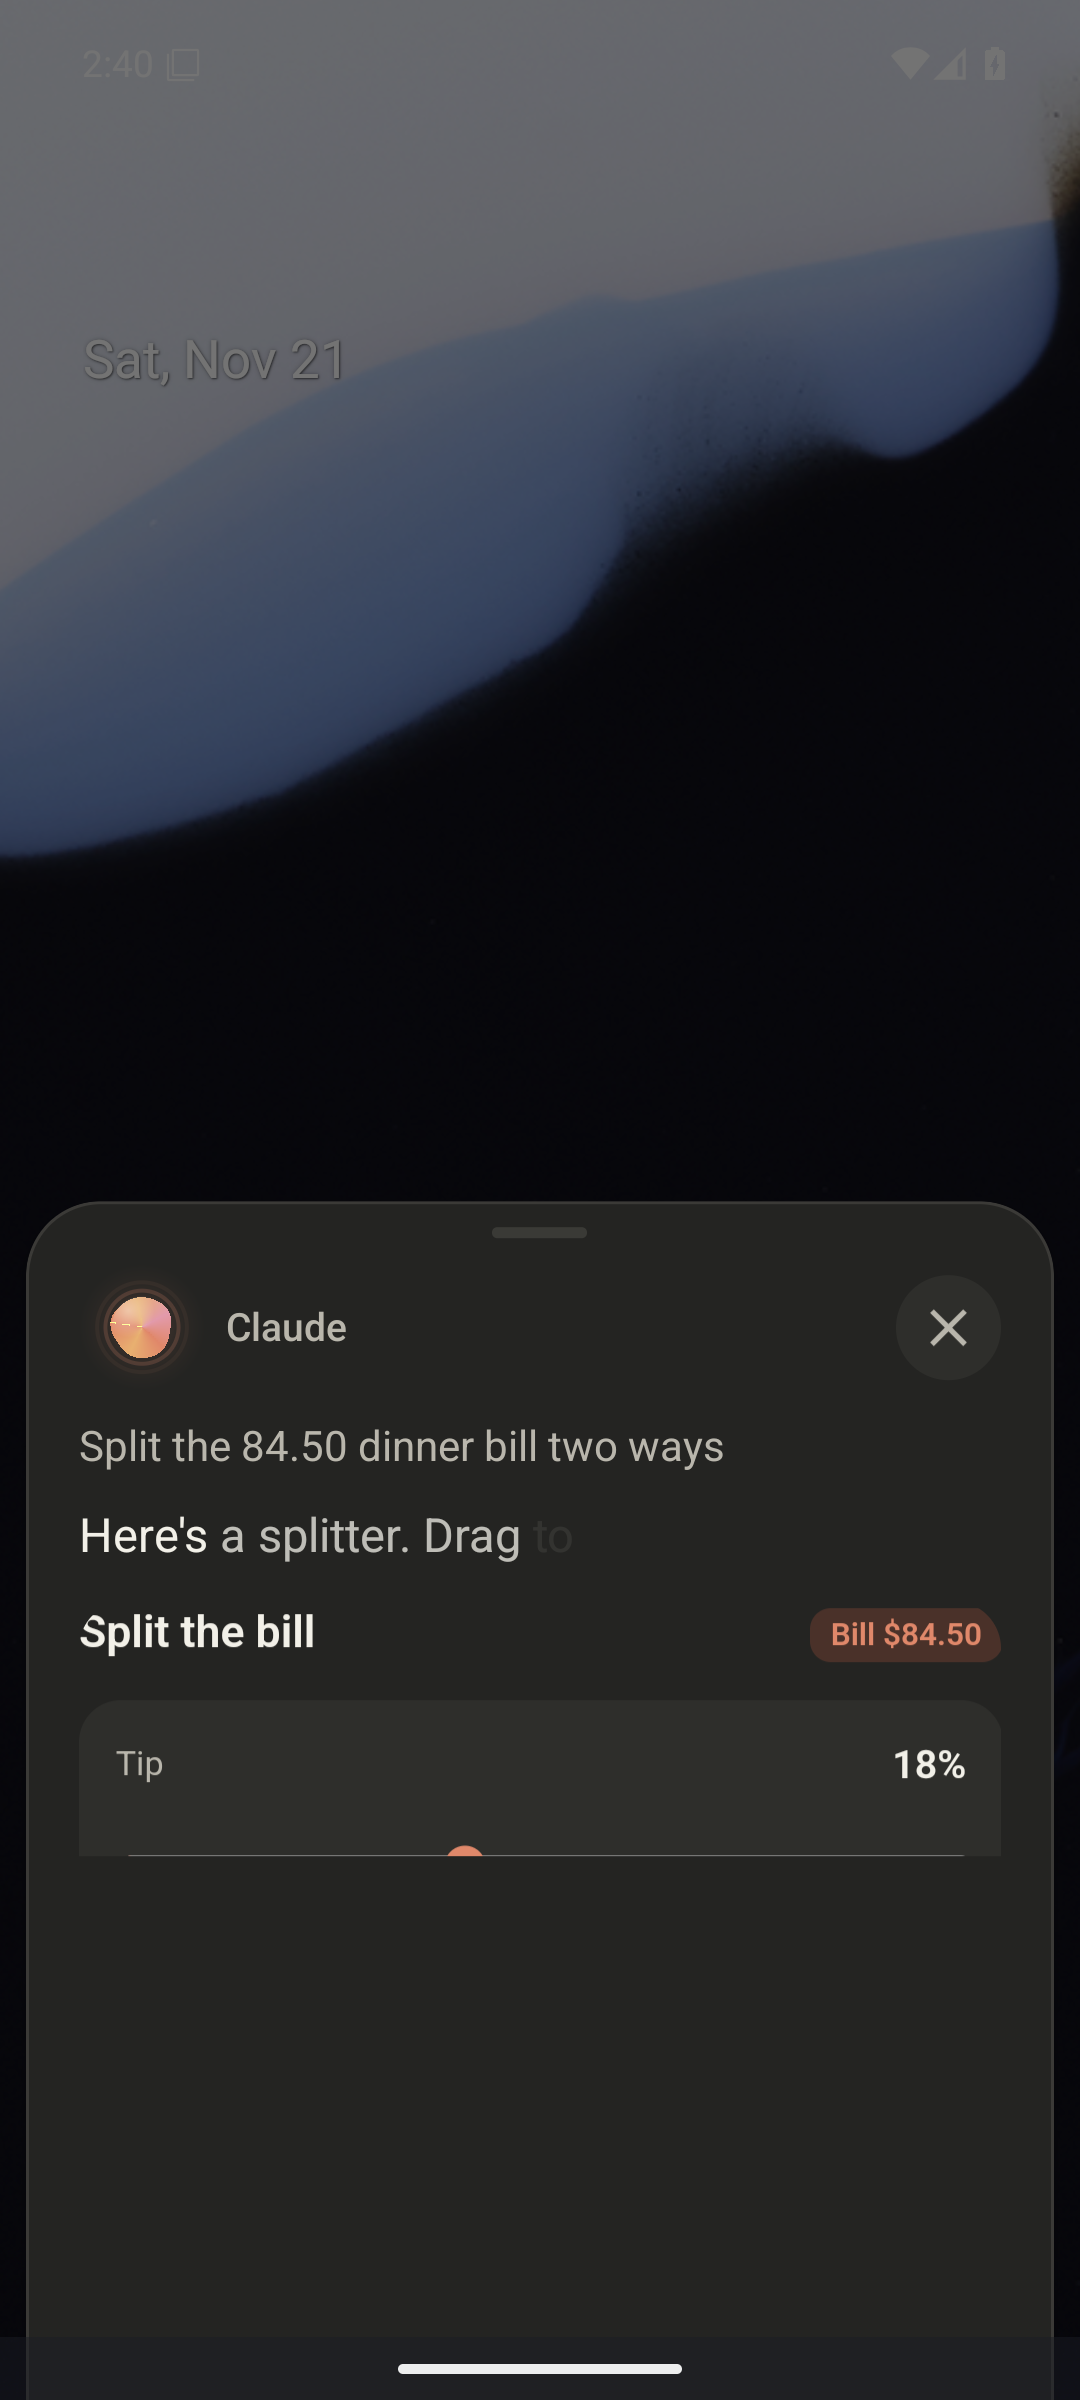 2:40
Sat, Nov 21
Claude
Split the 84.50 dinner bill two ways
Here's a splitter. Drag to
Split the bill
Bill $84.50
Tip
18%